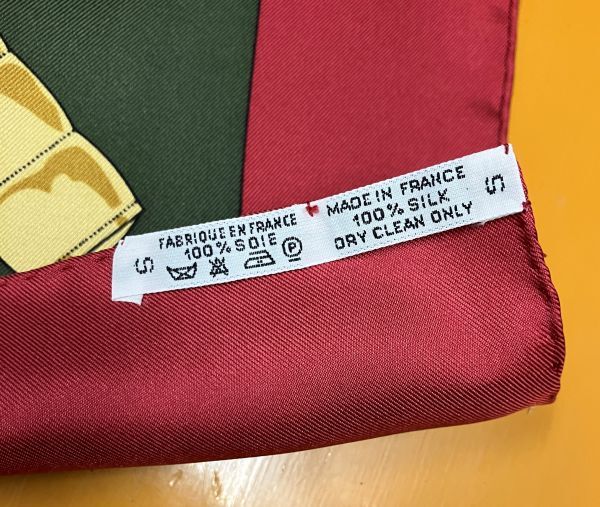 S
FABRIQUE EN FRANCE
100% SOIE
P
MADE IN FRANCE
100% SILK
DRY CLEAN ONLY
S